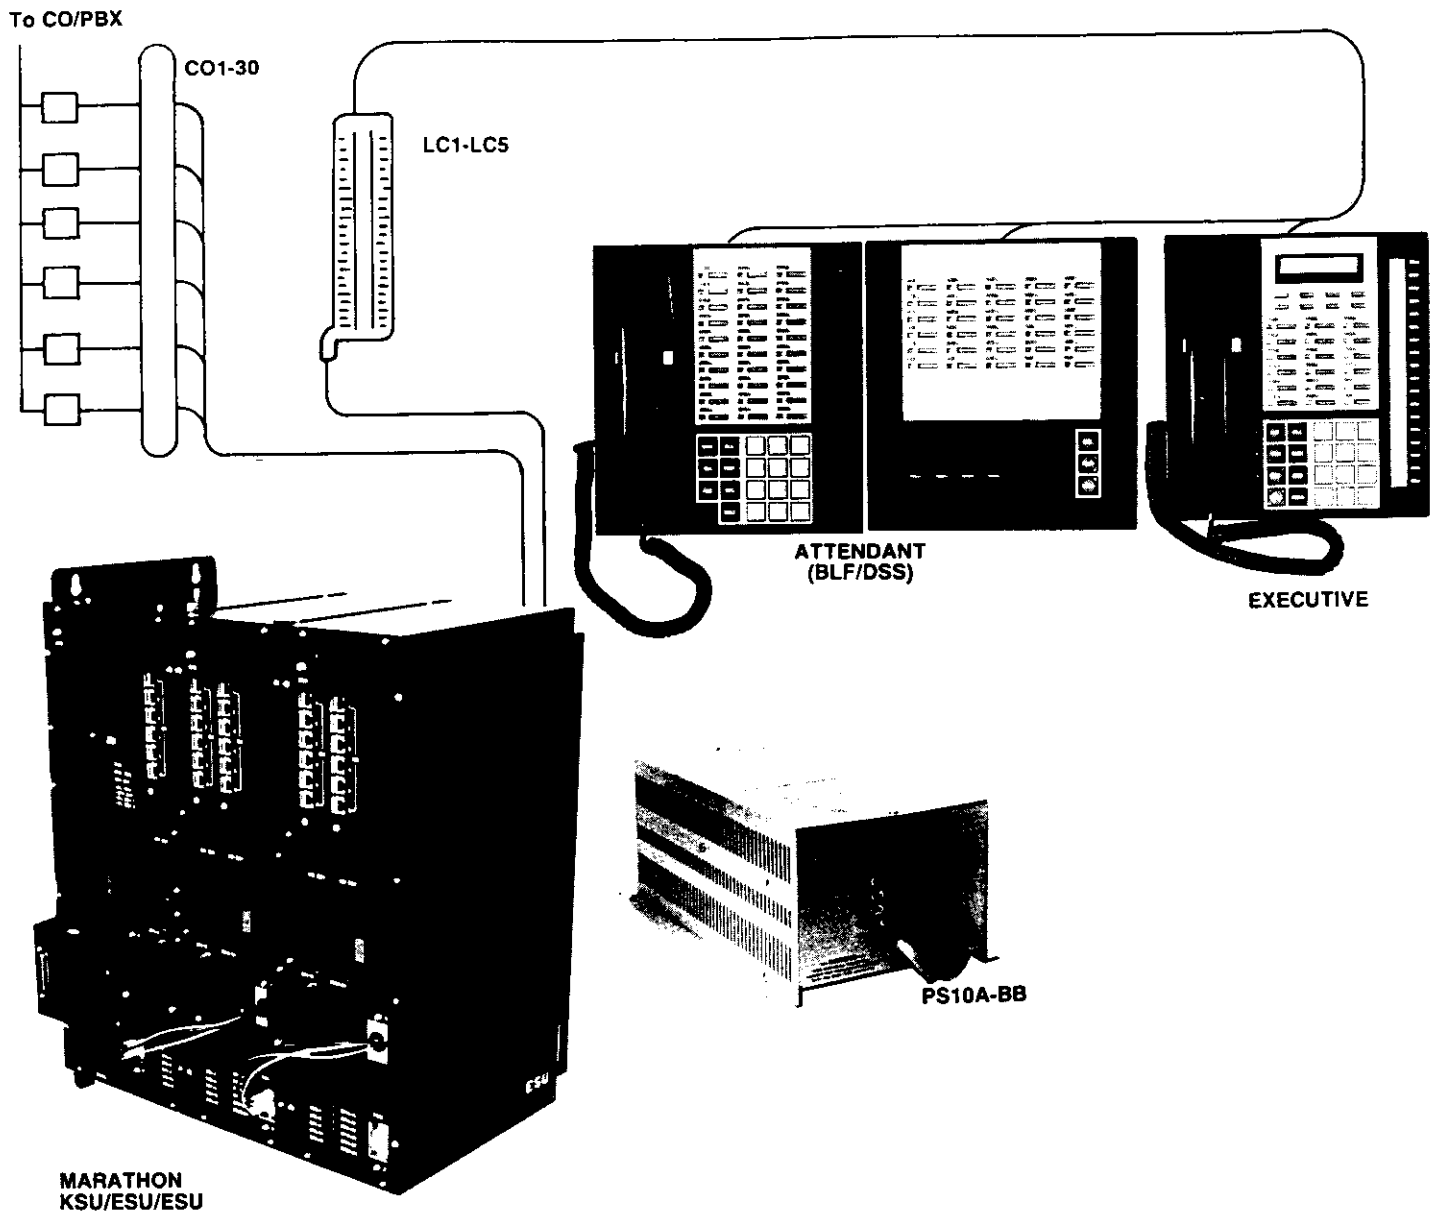 To CO/PBX
CO1-30
LC1-LC5
ATTENDANT
(BLF/DSS)
EXECUTIVE
PS10A-BB
ESU
MARATHON
KSU/ESU/ESU